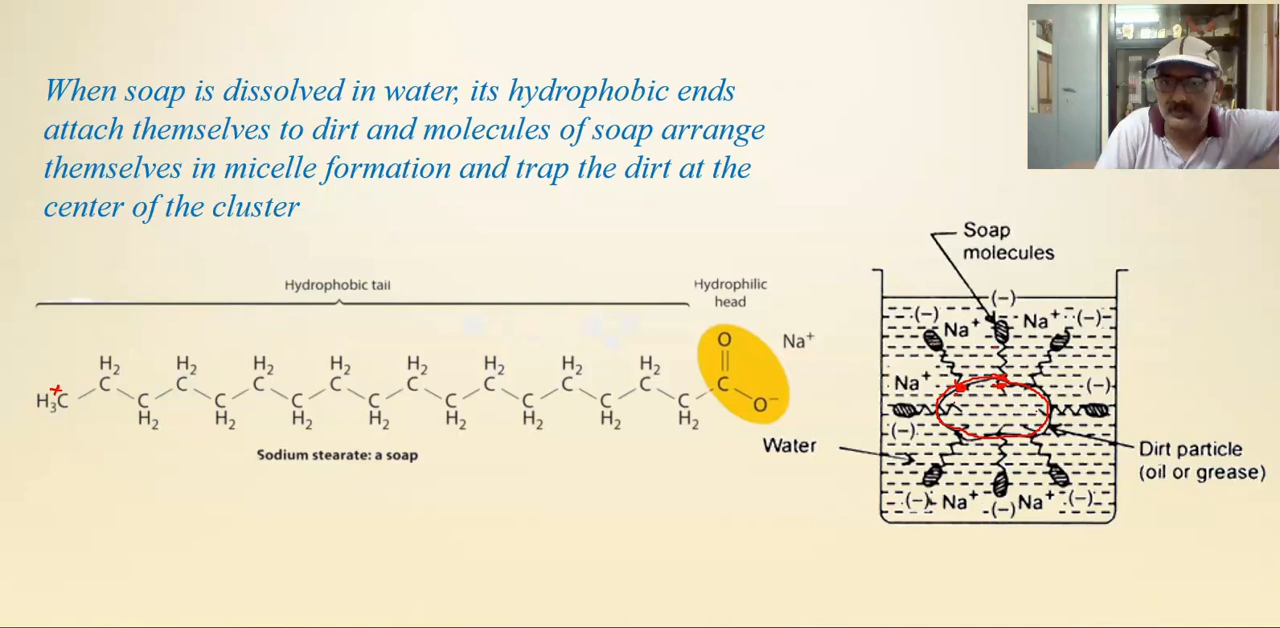 When soap is dissolved in water, its hydrophobic ends
attach themselves to dirt and molecules of soap arrange
themselves in micelle formation and trap the dirt at the
center of the cluster
Hydrophobic tail
Hydrophilic
head
H₂ H₂ H₂ H₂ H₂ H₂ H₂ H₂ O Na⁺
C C C C C C C C C
H₃C C C C C C C C C O⁻
H₂ H₂ H₂ H₂ H₂ H₂ H₂ H₂
Sodium stearate: a soap
Soap
molecules
(−)
(−) Na⁺ Na⁺ (−)
Na⁺ (−)
(−)
Water
Dirt particle
(oil or grease)
(−) Na⁺ (−) Na⁺ (−)